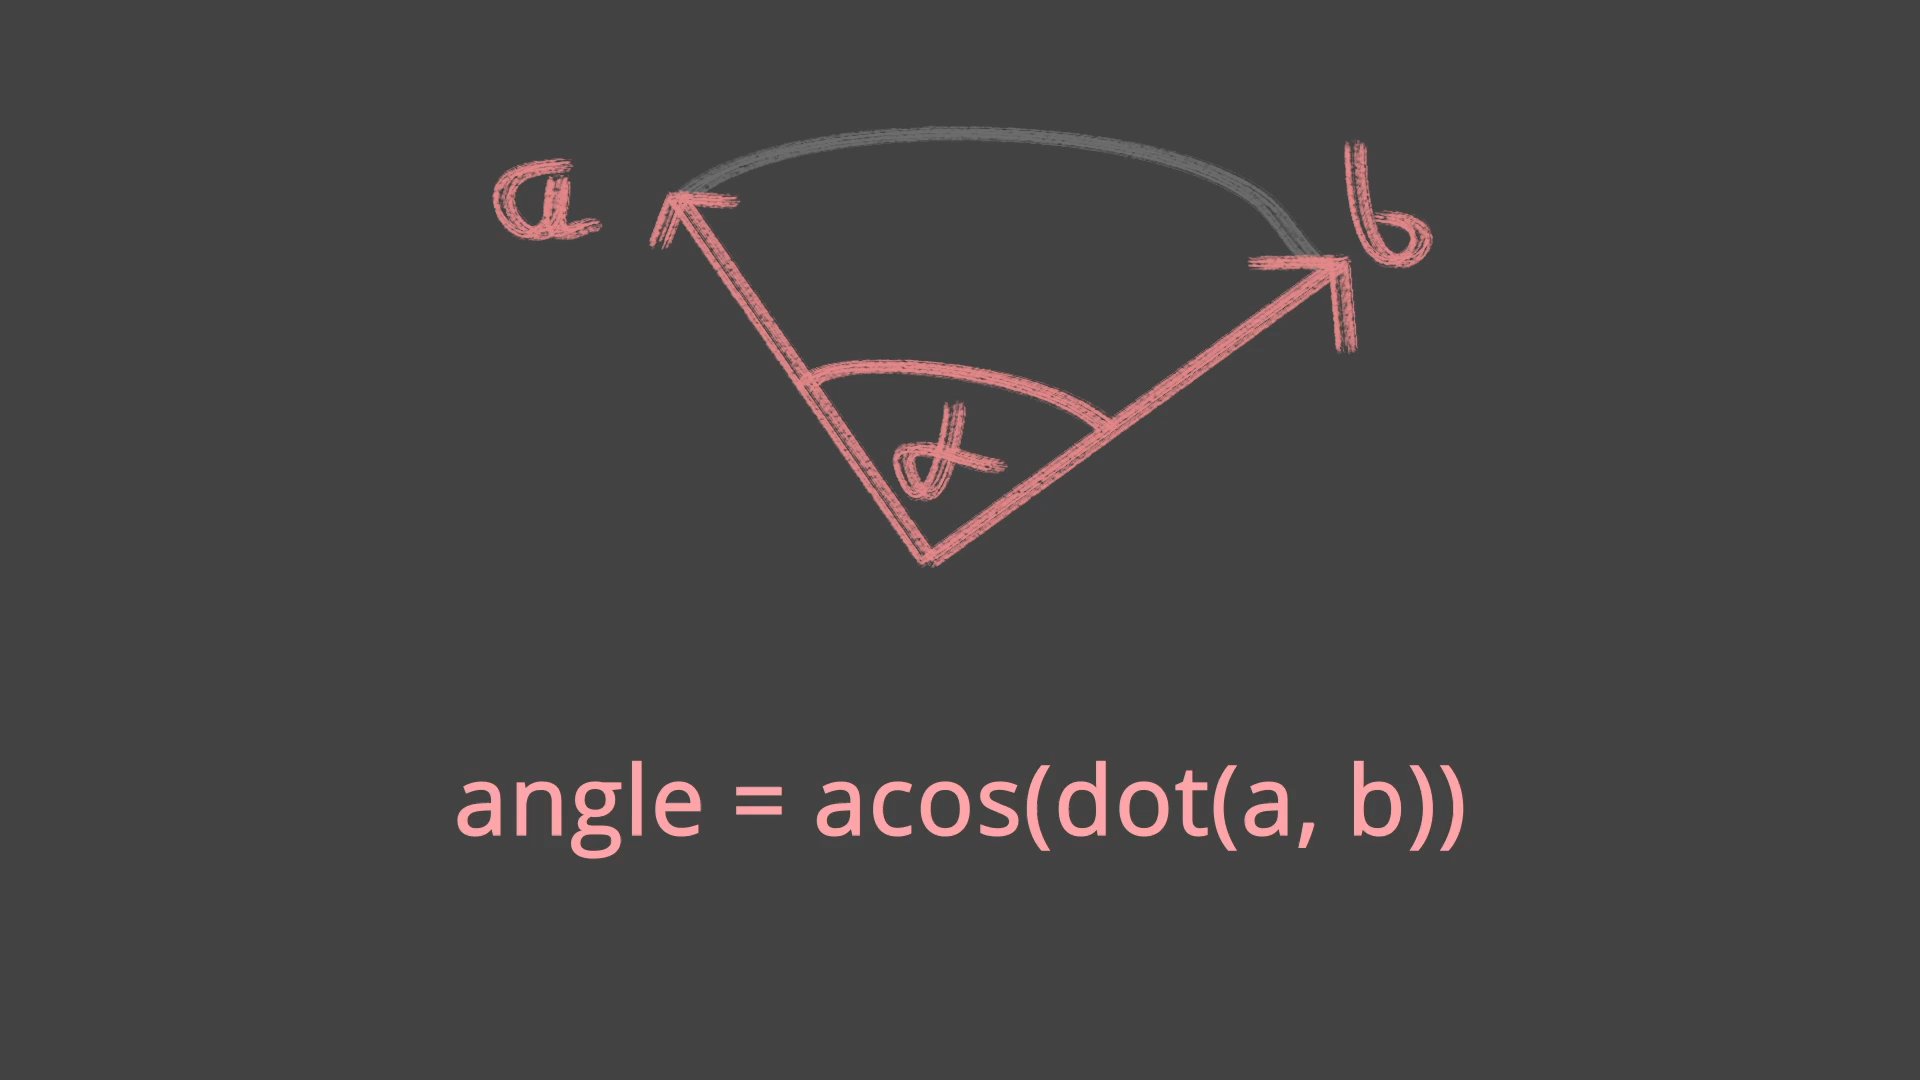 a
b
α
angle = acos(dot(a, b))